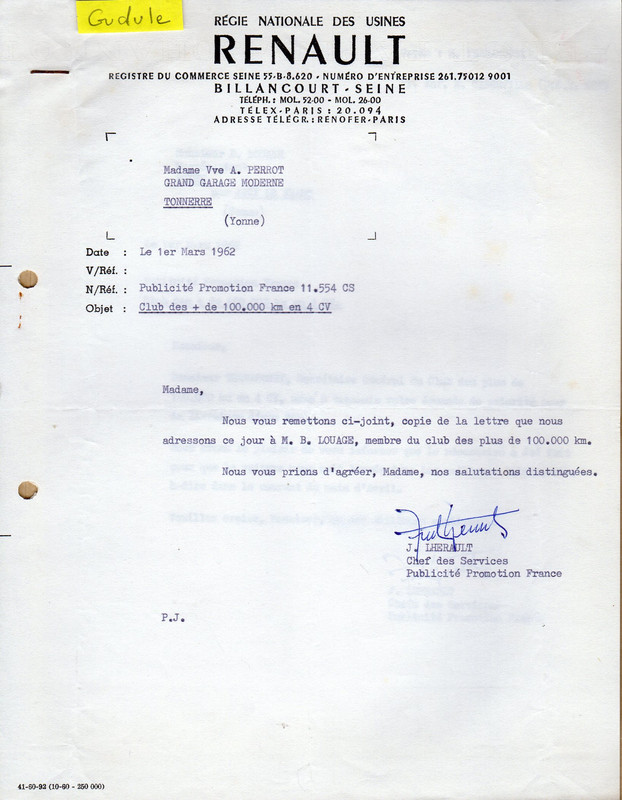 Gudule
RÉGIE NATIONALE DES USINES
RENAULT
REGISTRE DU COMMERCE SEINE 55-B-8.620 - NUMÉRO D'ENTREPRISE 261.75012 9001
BILLANCOURT - SEINE
TÉLÉPH.: MOL. 52-00 - MOL. 26-00
TÉLEX-PARIS : 20.094
ADRESSE TÉLÉGR.: RENOFER-PARIS
Madame Vve A. PERROT
GRAND GARAGE MODERNE
TONNERRE
(Yonne)
Date : Le 1er Mars 1962
V/Réf. :
N/Réf. : Publicité Promotion France 11.554 CS
Objet : Club des + de 100.000 km en 4 CV
Madame,
Nous vous remettons ci-joint, copie de la lettre que nous
adressons ce jour à M. B. LOUAGE, membre du club des plus de 100.000 km.
Nous vous prions d'agréer, Madame, nos salutations distinguées.
J. LHERAULT
Chef des Services
Publicité Promotion France
P.J.
41-60-92 (10-60 - 250 000)